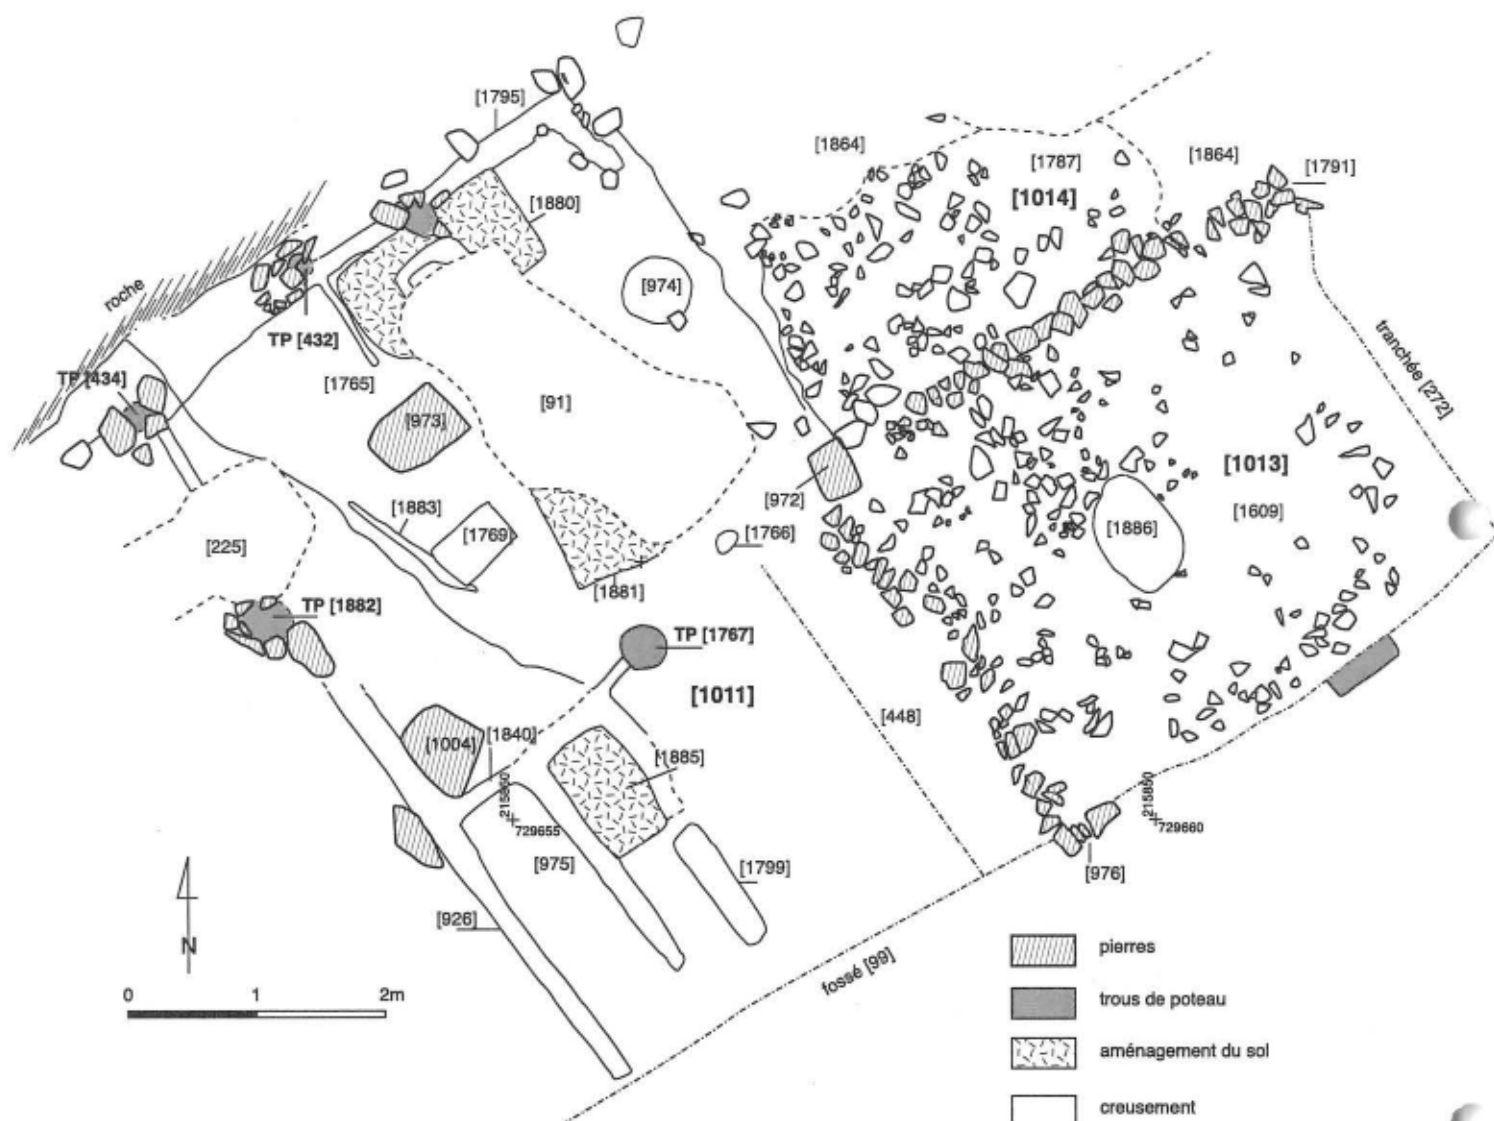 [1795]
[1864]
[1787]
[1864]
[1791]
[1014]
[1880]
roche
[974]
TP [432]
tranchée [272]
TP [434]
[1765]
[91]
[973]
[1013]
[972]
[1883]
[1769]
[1766]
[1886]
[1609]
[225]
[1881]
TP [1882]
TP [1767]
[1011]
[448]
[1004]
[1840]
[1885]
215860
729655
215860
729660
[975]
[1799]
[976]
[926]
N
fossé [99]
pierres
0 1 2m
trous de poteau
aménagement du sol
creusement